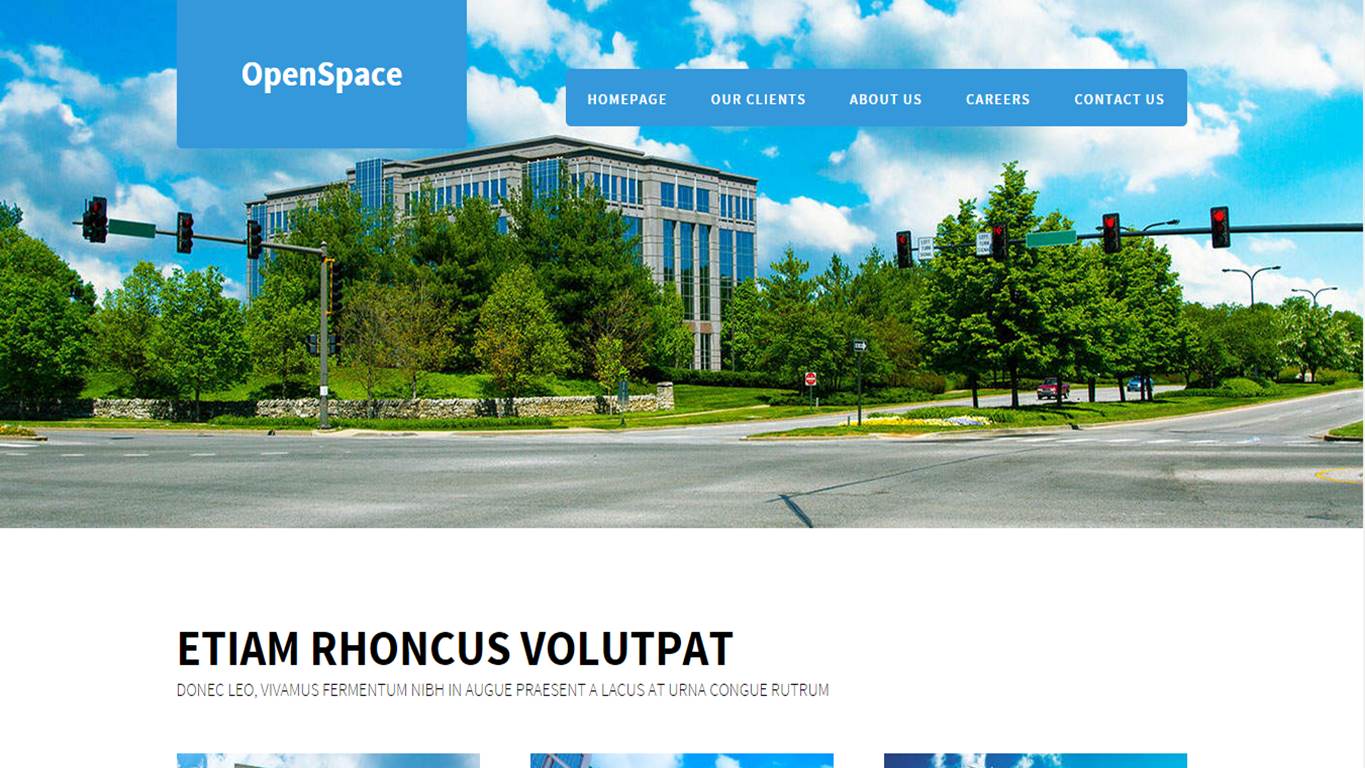 OpenSpace
HOMEPAGE OUR CLIENTS ABOUT US CAREERS CONTACT US
ETIAM RHONCUS VOLUTPAT
DONEC LEO, VIVAMUS FERMENTUM NIBH IN AUGUE PRAESENT A LACUS AT URNA CONGUE RUTRUM